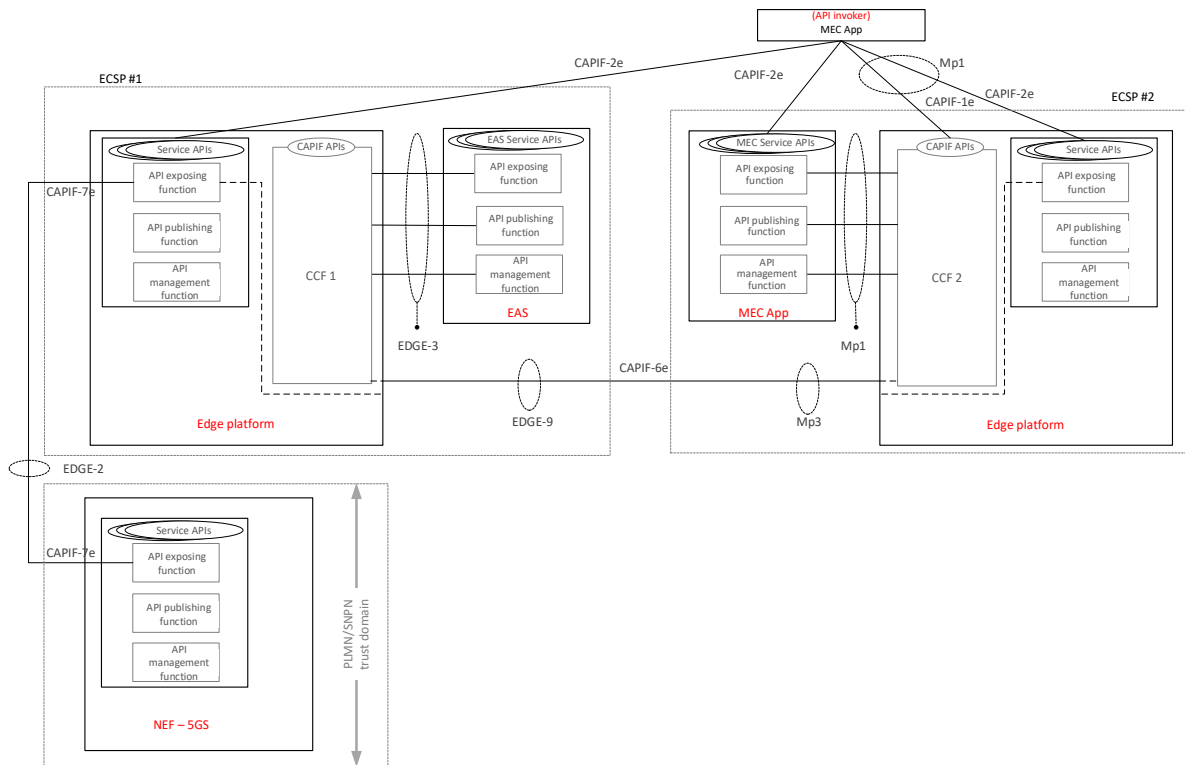 (API invoker)
MEC App
ECSP #1
CAPIF-2e
CAPIF-2e
Mp1
CAPIF-1e
CAPIF-2e
ECSP #2
Service APIs
API exposing
function
API publishing
function
API
management
function
CAPIF APIs
CCF 1
EAS Service APIs
API exposing
function
API publishing
function
API
management
function
EAS
EDGE-3
CAPIF-7e
Edge platform
EDGE-9
CAPIF-6e
MEC Service APIs
API exposing
function
API publishing
function
API
management
function
MEC App
Mp1
Mp3
CAPIF APIs
CCF 2
Service APIs
API exposing
function
API publishing
function
API
management
function
Edge platform
EDGE-2
CAPIF-7e
Service APIs
API exposing
function
API publishing
function
API
management
function
NEF – 5GS
PLMN/SNPN
trust domain